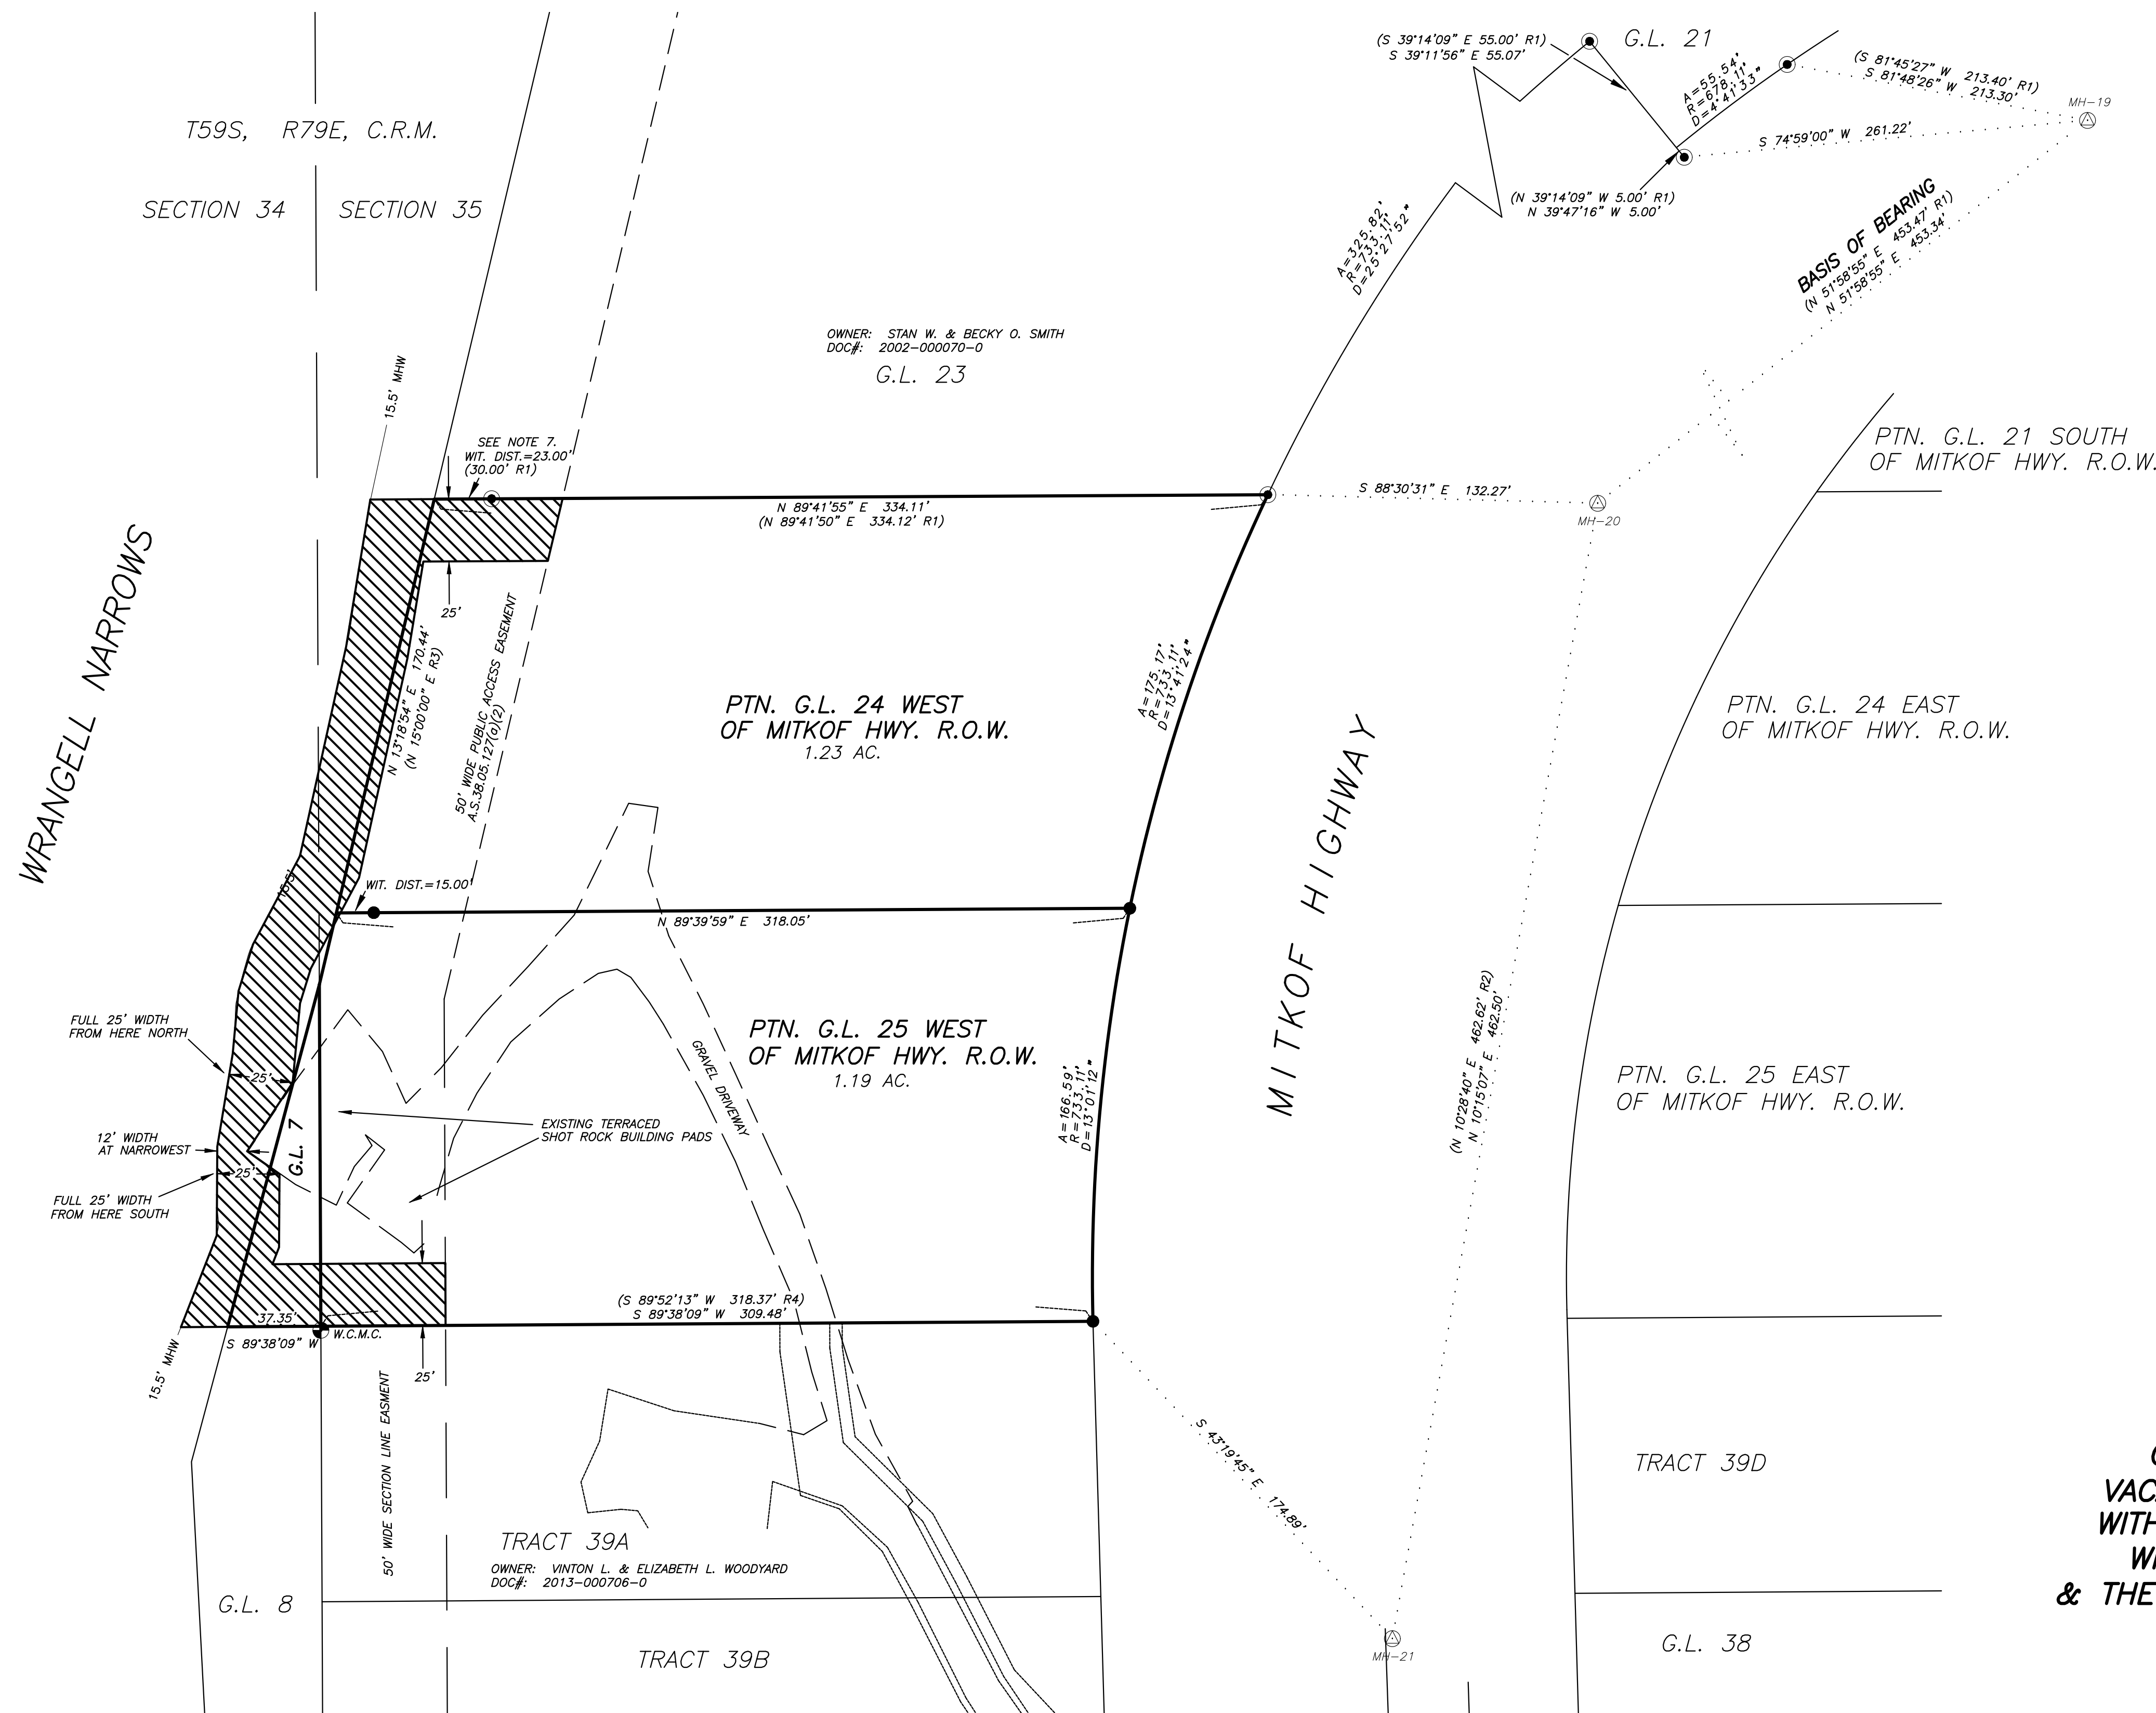 (S 39°14'09" E 55.00' R1)
S 39°11'56" E 55.07'
G.L. 21
A=55.54'
R=678.11'
D=4°41'33"
(S 81°45'27" W 213.40' R1)
S 81°48'26" W 213.30'
MH-19
S 74°59'00" W 261.22'
(N 39°14'09" W 5.00' R1)
N 39°47'16" W 5.00'
BASIS OF BEARING
(N 51°58'55" E 453.47' R1)
N 51°58'55" E 453.34'
T59S, R79E, C.R.M.
SECTION 34
SECTION 35
A=325.82'
R=733.11'
D=25°27'52"
OWNER: STAN W. & BECKY O. SMITH
DOC#: 2002-000070-0
G.L. 23
15.5' MHW
SEE NOTE 7.
WIT. DIST.=23.00'
(30.00' R1)
N 89°41'55" E 334.11'
(N 89°41'50" E 334.12' R1)
S 88°30'31" E 132.27'
MH-20
PTN. G.L. 21 SOUTH
OF MITKOF HWY. R.O.W.
WRANGELL NARROWS
25'
N 13°18'54" E 170.44'
(N 15°00'00" E R3)
50' WIDE PUBLIC ACCESS EASEMENT
A.S.38.05.127(a)(2)
PTN. G.L. 24 WEST
OF MITKOF HWY. R.O.W.
1.23 AC.
A=175.17'
R=733.11'
D=13°41'24"
MITKOF HIGHWAY
PTN. G.L. 24 EAST
OF MITKOF HWY. R.O.W.
15.5'
WIT. DIST.=15.00'
N 89°39'59" E 318.05'
FULL 25' WIDTH
FROM HERE NORTH
25'
PTN. G.L. 25 WEST
OF MITKOF HWY. R.O.W.
1.19 AC.
GRAVEL DRIVEWAY
A=166.59'
R=733.11'
D=13°01'12"
(N 10°28'40" E 462.62' R2)
N 10°15'07" E 462.50'
PTN. G.L. 25 EAST
OF MITKOF HWY. R.O.W.
12' WIDTH
AT NARROWEST
G.L. 7
EXISTING TERRACED
SHOT ROCK BUILDING PADS
25'
FULL 25' WIDTH
FROM HERE SOUTH
(S 89°52'13" W 318.37' R4)
S 89°38'09" W 309.48'
37.35'
S 89°38'09" W
W.C.M.C.
15.5' MHW
25'
50' WIDE SECTION LINE EASMENT
S 43°19'45" E 174.89'
TRACT 39D
VAC
WITH
W
& THE
TRACT 39A
OWNER: VINTON L. & ELIZABETH L. WOODYARD
DOC#: 2013-000706-0
G.L. 8
TRACT 39B
MH-21
G.L. 38